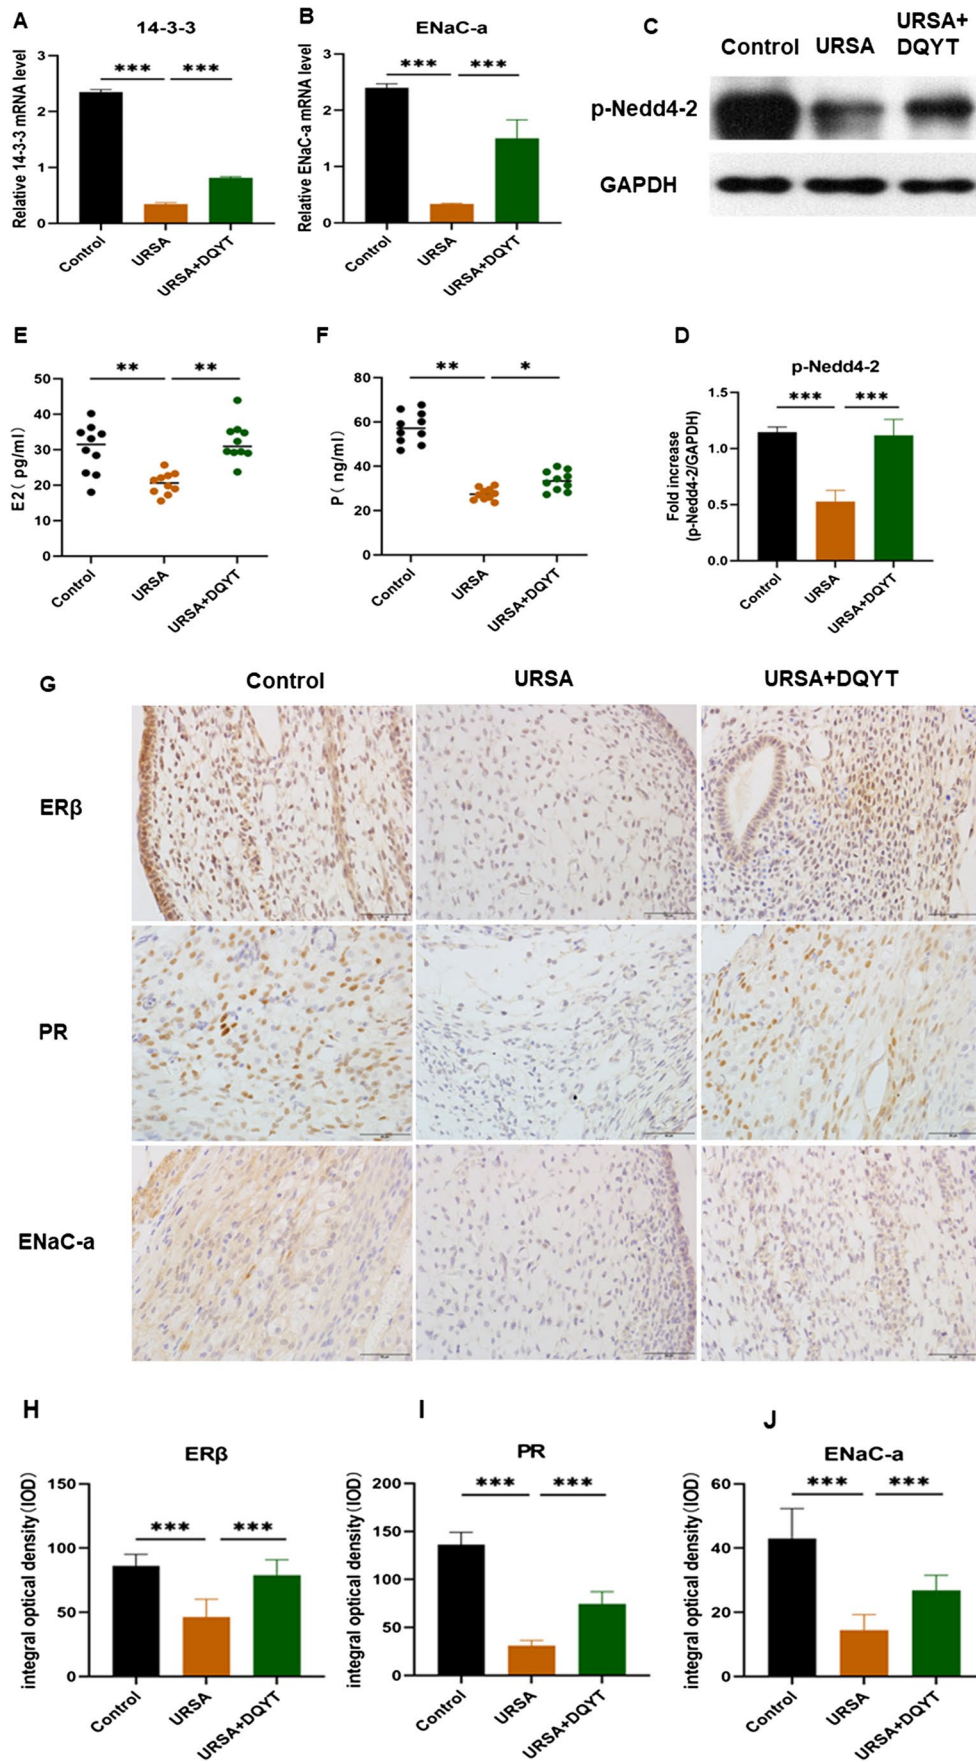 A
14-3-3
Relative 14-3-3 mRNA level
3
2
1
0
***
***
Control
URSA
URSA+DQYT
B
ENaC-a
Relative ENaC-a mRNA level
3
2
1
0
***
***
Control
URSA
URSA+DQYT
C
Control
URSA
URSA+
DQYT
p-Nedd4-2
GAPDH
E
E2( pg/ml)
50
40
30
20
10
0
**
**
Control
URSA
URSA+DQYT
F
P( ng/ml)
80
60
40
20
0
**
*
Control
URSA
URSA+DQYT
D
p-Nedd4-2
Fold increase
(p-Nedd4-2/GAPDH)
1.5
1.0
0.5
0.0
***
***
Control
URSA
URSA+DQYT
G
Control
URSA
URSA+DQYT
ERβ
PR
ENaC-a
H
ERβ
integral optical density(IOD)
150
100
50
0
***
***
Control
URSA
URSA+DQYT
I
PR
integral optical density(IOD)
200
150
100
50
0
***
***
Control
URSA
URSA+DQYT
J
ENaC-a
integral optical density(IOD)
60
40
20
0
***
***
Control
URSA
URSA+DQYT